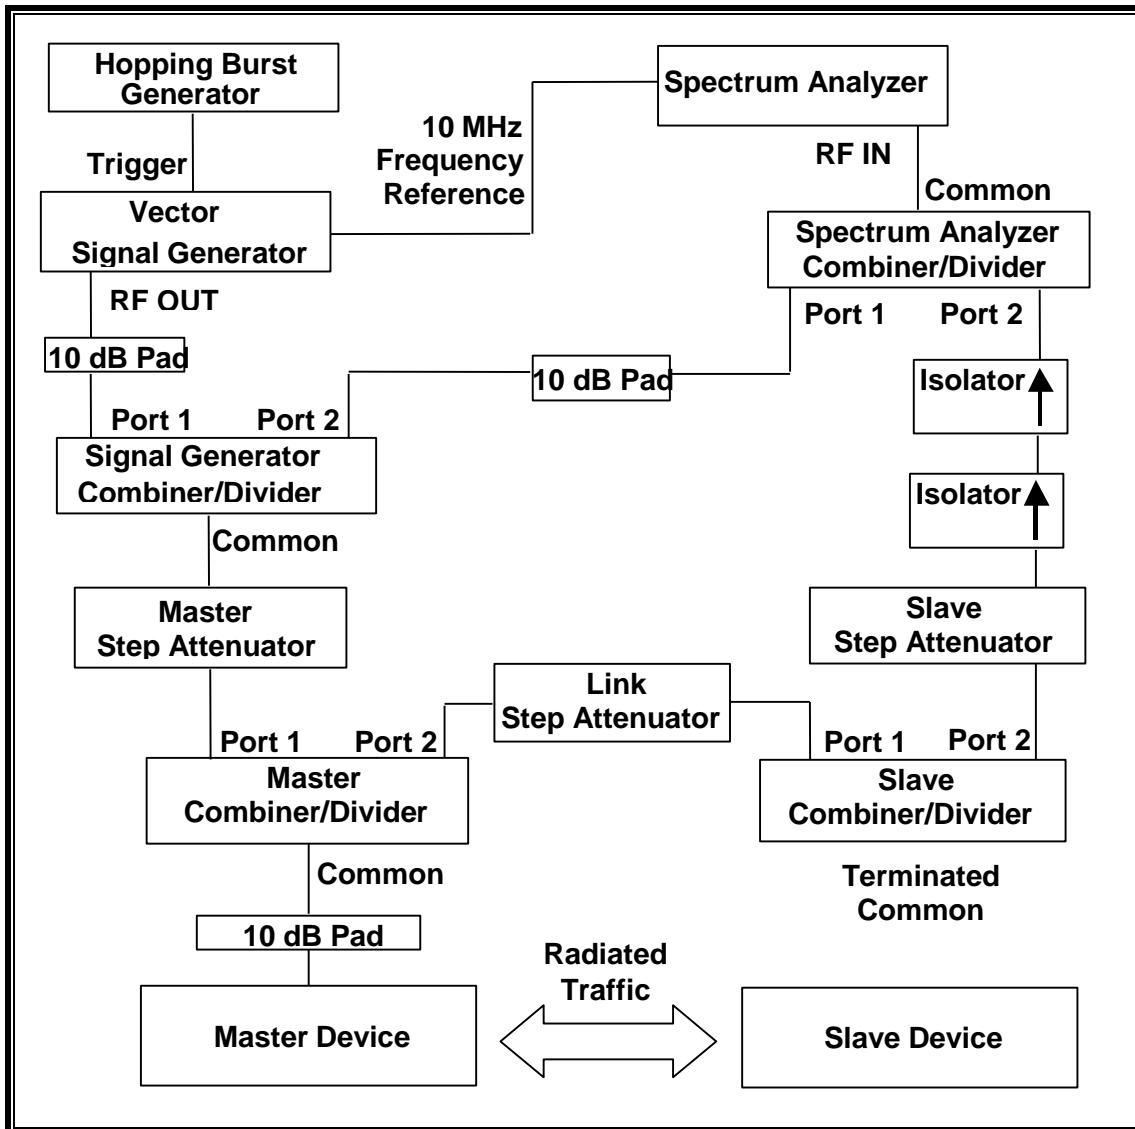 Hopping Burst
Generator
Spectrum Analyzer
10 MHz
Frequency
Reference
Trigger
RF IN
Common
Vector
Signal Generator
Spectrum Analyzer
Combiner/Divider
RF OUT
Port 1
Port 2
10 dB Pad
10 dB Pad
Isolator
Port 1
Port 2
Signal Generator
Combiner/Divider
Isolator
Common
Master
Step Attenuator
Slave
Step Attenuator
Link
Step Attenuator
Port 1
Port 2
Port 1
Port 2
Master
Combiner/Divider
Slave
Combiner/Divider
Common
Terminated
Common
10 dB Pad
Radiated
Traffic
Master Device
Slave Device